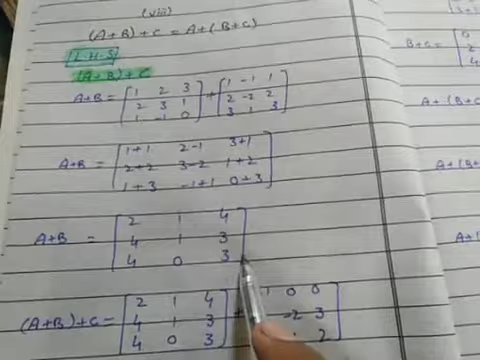 (viii)
(A+B)+C = A+(B+C)
L.H.S
(A+B)+C
A+B = [1 2 3] + [1 -1 1]
[2 3 1] [2 -2 2]
[1 -1 0] [3 1 3]
A+B = [1+1 2-1 3+1]
[2+2 3-2 1+2]
[1+3 -1+1 0+3]
A+B = [2 1 4]
[4 1 3]
[4 0 3]
(A+B)+C = [2 1 4] + [1 0 0]
[4 1 3] -2 3]
[4 0 3] 2]
B+C = [0
2
4
A+(B+C
A+(B+
A+(